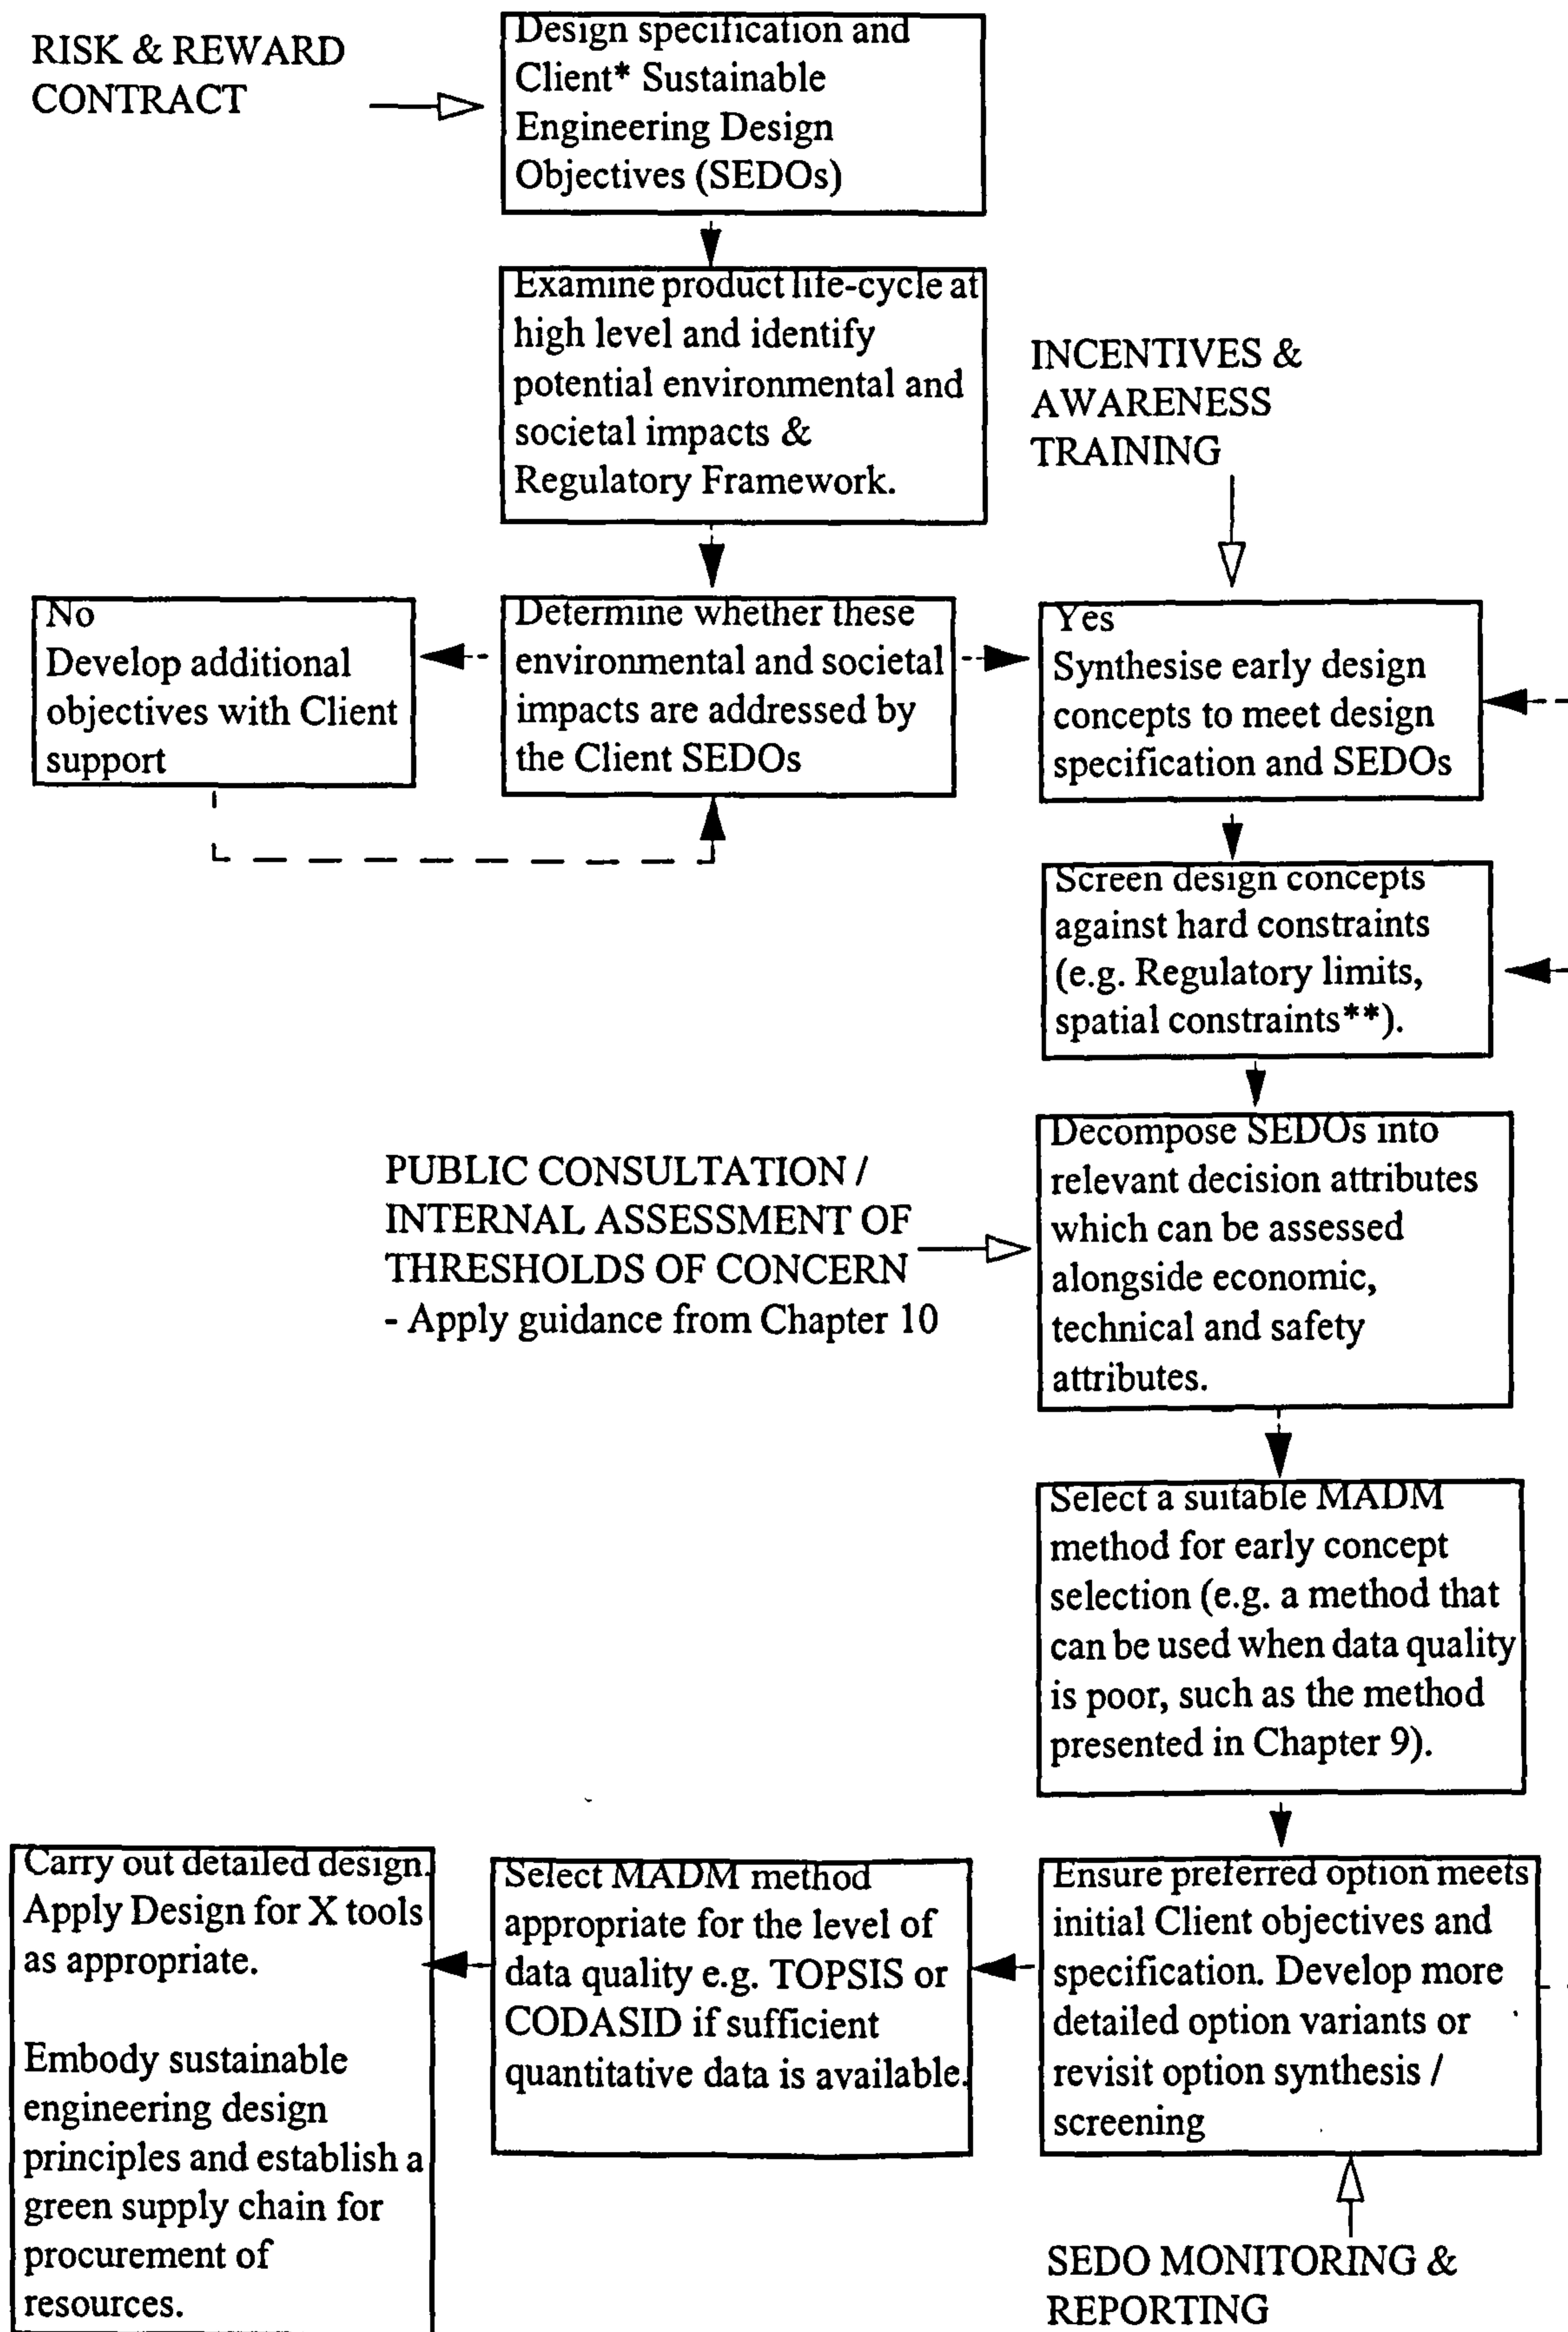 RISK & REWARD
CONTRACT
Design specification and
Client* Sustainable
Engineering Design
Objectives (SEDOs)
Examine product life-cycle at
high level and identify
potential environmental and
societal impacts &
Regulatory Framework.
INCENTIVES &
AWARENESS
TRAINING
No
Develop additional
objectives with Client
support
Determine whether these
environmental and societal
impacts are addressed by
the Client SEDOs
Yes
Synthesise early design
concepts to meet design
specification and SEDOs
Screen design concepts
against hard constraints
(e.g. Regulatory limits,
spatial constraints**).
PUBLIC CONSULTATION /
INTERNAL ASSESSMENT OF
THRESHOLDS OF CONCERN
- Apply guidance from Chapter 10
Decompose SEDOs into
relevant decision attributes
which can be assessed
alongside economic,
technical and safety
attributes.
Select a suitable MADM
method for early concept
selection (e.g. a method that
can be used when data quality
is poor, such as the method
presented in Chapter 9).
Ensure preferred option meets
initial Client objectives and
specification. Develop more
detailed option variants or
revisit option synthesis /
screening
Select MADM method
appropriate for the level of
data quality e.g. TOPSIS or
CODASID if sufficient
quantitative data is available.
Carry out detailed design.
Apply Design for X tools
as appropriate.
Embody sustainable
engineering design
principles and establish a
green supply chain for
procurement of
resources.
SEDO MONITORING &
REPORTING